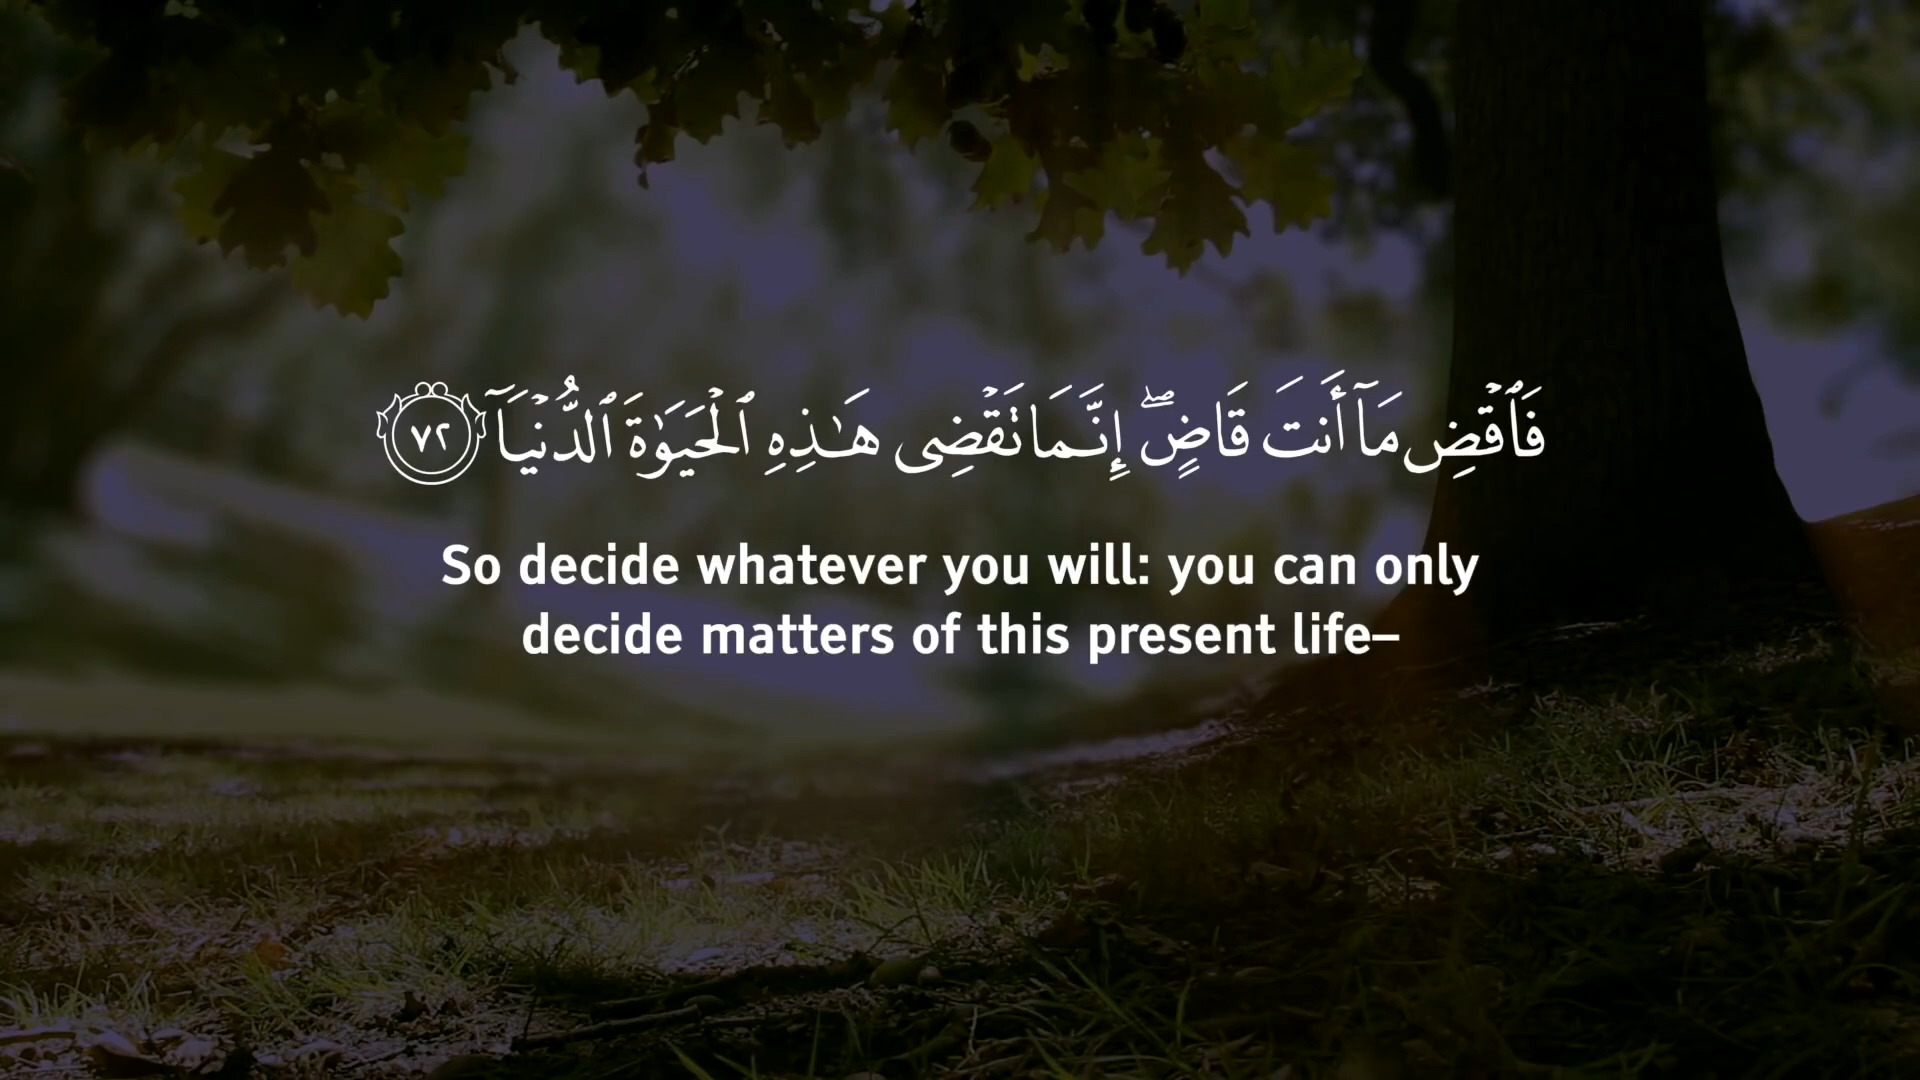 فَٱقْضِ مَآ أَنتَ قَاضٍ ۖ إِنَّمَا تَقْضِى هَـٰذِهِ ٱلْحَيَوٰةَ ٱلدُّنْيَآ ٧٢
So decide whatever you will: you can only
decide matters of this present life–